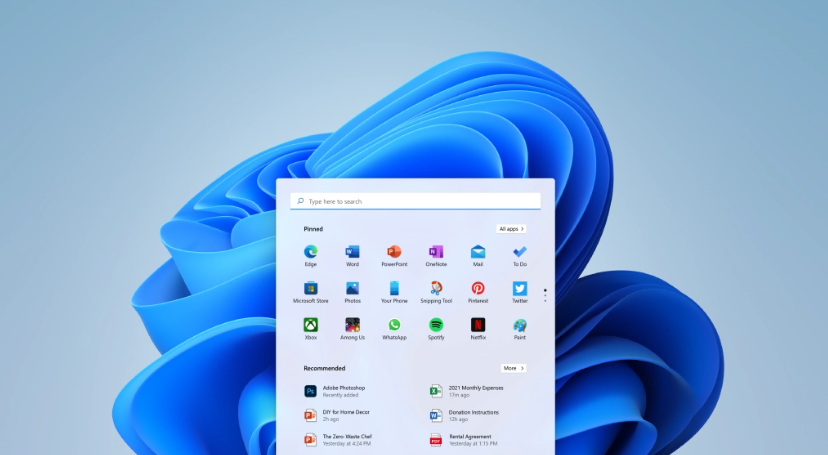 Type here to search
Pinned
All apps
Edge
Word
PowerPoint
OneNote
Mail
To Do
Microsoft Store
Photos
Your Phone
Snipping Tool
Pinterest
Twitter
Xbox
Among Us
WhatsApp
Spotify
Netflix
Paint
Recommended
More
Adobe Photoshop
Recently added
2021 Monthly Expenses
17m ago
DIY for Home Decor
2h ago
Donation Instructions
12h ago
The Zero-Waste Chef
Yesterday at 4:24 PM
Rental Agreement
Yesterday at 1:15 PM